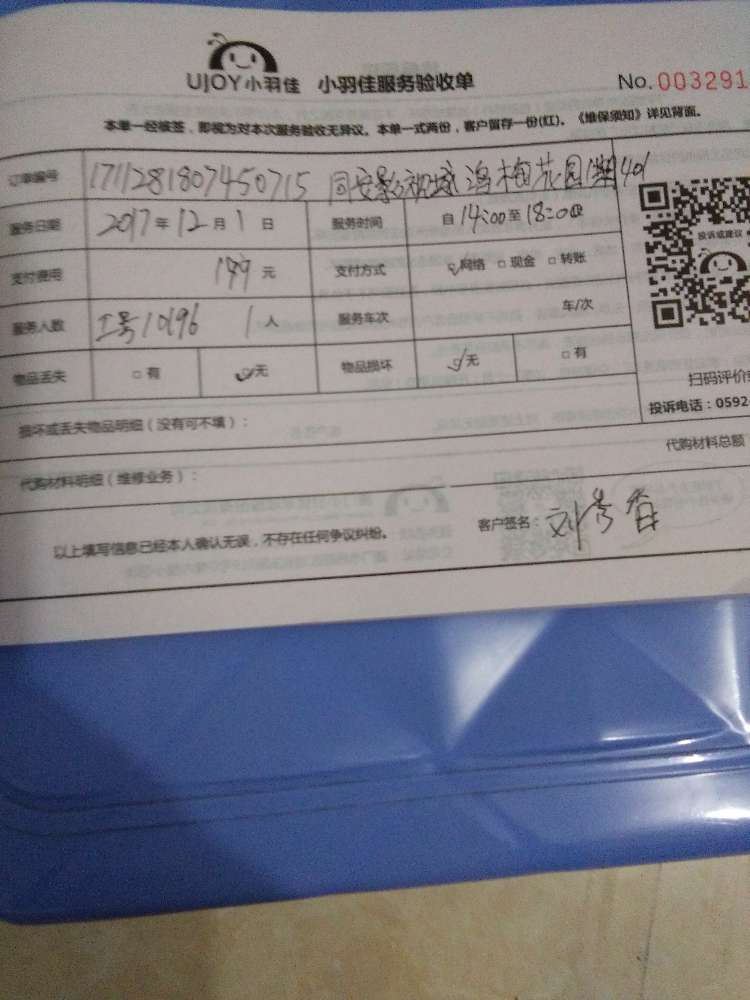 UJOY小羽佳 小羽佳服务验收单 No.003291
本单一经被签，即视为对本次服务验收无异议。本单一式两份，客户留存一份(红)。《维保须知》详见背面。
订单编号 1711281807450715 同安影视城鸿梅花园 401
服务日期 2017年12月1日 服务时间 自14:00至18:00止
支付费用 199元 支付方式 ☑网络 □现金 □转账
服务人数 工号10196 1人 服务车次 车/次
物品丢失 □有 ☑无 物品损坏 ☑无 □有
投诉或建议
扫码评价
投诉电话：0592
损坏或丢失物品明细（没有可不填）：
代购材料明细（维修业务）： 代购材料总额
以上填写信息已经本人确认无误，不存在任何争议纠纷。 客户签名：刘秀香